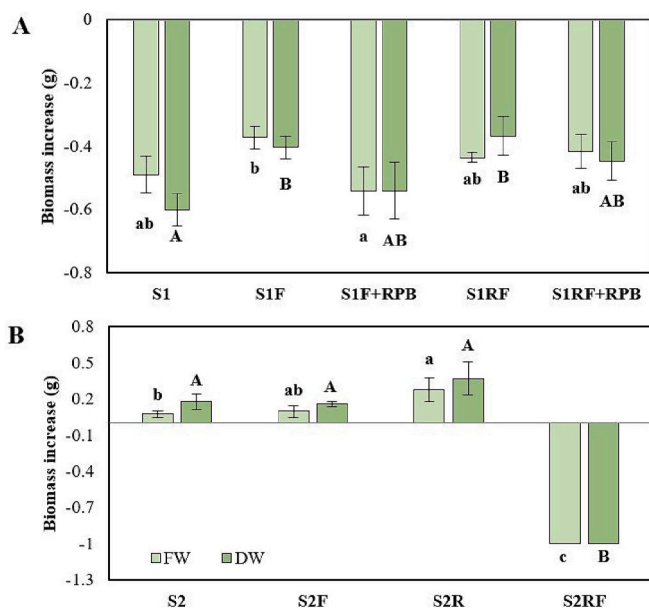 A
Biomass increase (g)
0
-0.2
-0.4
-0.6
-0.8
ab
A
b
B
a
AB
ab
B
ab
AB
S1
S1F
S1F+RPB
S1RF
S1RF+RPB
B
Biomass increase (g)
0.8
0.5
0.2
-0.1
-0.4
-0.7
-1
-1.3
b
A
ab
A
a
A
c
B
FW
DW
S2
S2F
S2R
S2RF